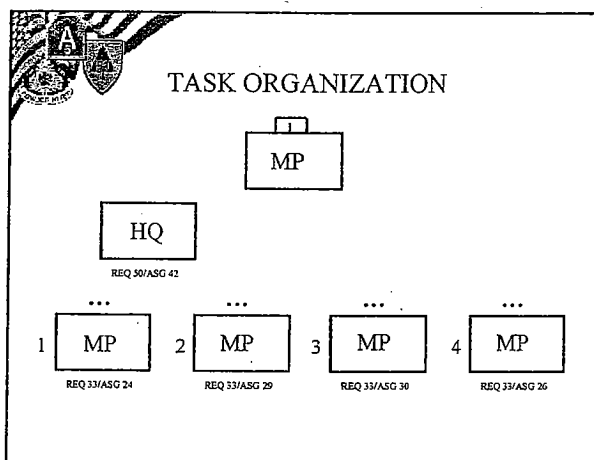 A
A
TASK ORGANIZATION
1
MP
HQ
REQ 50/ASG 42
... ... ... ...
1 MP 2 MP 3 MP 4 MP
REQ 33/ASG 24 REQ 33/ASG 29 REQ 33/ASG 30 REQ 33/ASG 26